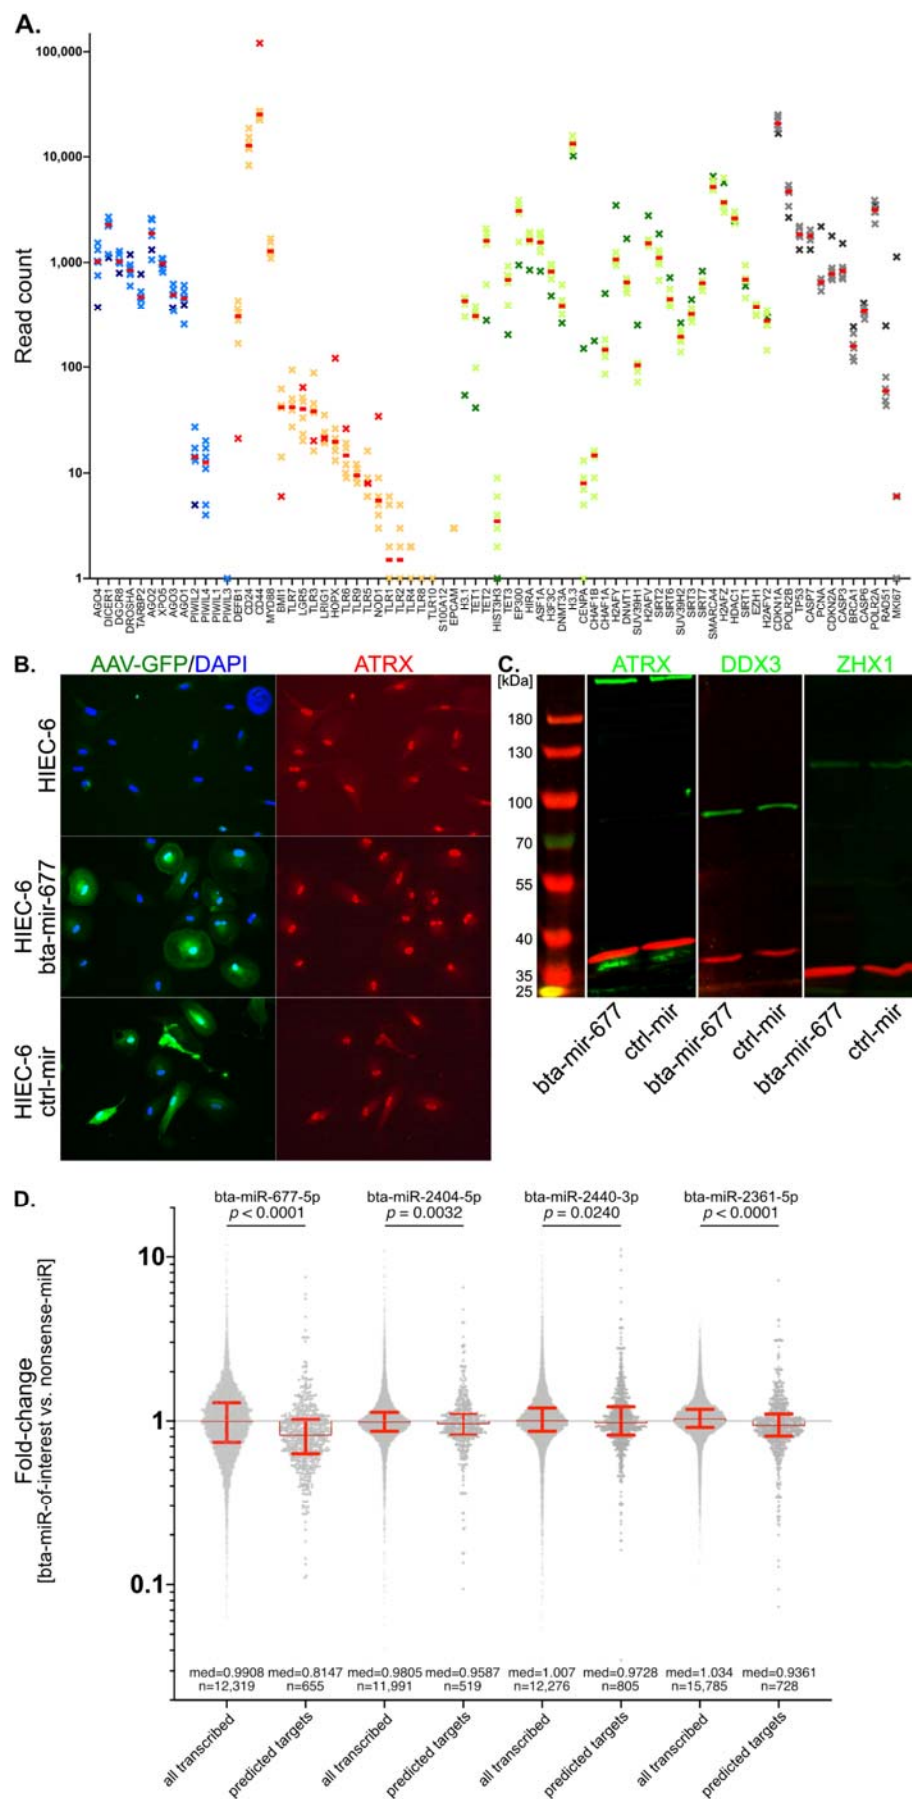 A.
100,000
10,000
1,000
100
10
1
Read count
AGO4
DICER1
DGCR8
DROSHA
TARBP2
AGO2
XPO5
AGO3
AGO1
PIWIL2
PIWIL4
PIWIL1
PIWIL3
DEFB1
CD24
CD44
MYD88
BMI1
TLR7
LGR5
TLR3
LRIG1
HOPX
TLR6
TLR9
TLR5
NOD1
TLR1
TLR2
TLR4
TLR8
TLR10
S100A12
EPCAM
H3.1
TET1
TET2
HIST3H3
TET3
EP300
HIRA
ASF1A
H3F3C
DNMT3A
H3.3
CENPA
CHAF1B
CHAF1A
H2AFY
DNMT1
SUV39H1
H2AFV
SIRT2
SIRT6
SUV39H2
SIRT3
SIRT7
SMARCA4
H2AFZ
HDAC1
SIRT1
EZH1
H2AFY2
CDKN1A
POLR2B
TP53
CASP7
PCNA
CDKN2A
CASP3
BRCA1
CASP6
POLR2A
RAD51
MKI67
B.
AAV-GFP/DAPI
ATRX
HIEC-6
HIEC-6
bta-mir-677
HIEC-6
ctrl-mir
C.
ATRX
DDX3
ZHX1
[kDa]
180
130
100
70
55
40
35
25
bta-mir-677
ctrl-mir
bta-mir-677
ctrl-mir
bta-mir-677
ctrl-mir
D.
bta-miR-677-5p
p < 0.0001
bta-miR-2404-5p
p = 0.0032
bta-miR-2440-3p
p = 0.0240
bta-miR-2361-5p
p < 0.0001
10
1
0.1
Fold-change
[bta-miR-of-interest vs. nonsense-miR]
med=0.9908 med=0.8147 med=0.9805 med=0.9587 med=1.007 med=0.9728 med=1.034 med=0.9361
n=12,319 n=655 n=11,991 n=519 n=12,276 n=805 n=15,785 n=728
all transcribed
predicted targets
all transcribed
predicted targets
all transcribed
predicted targets
all transcribed
predicted targets